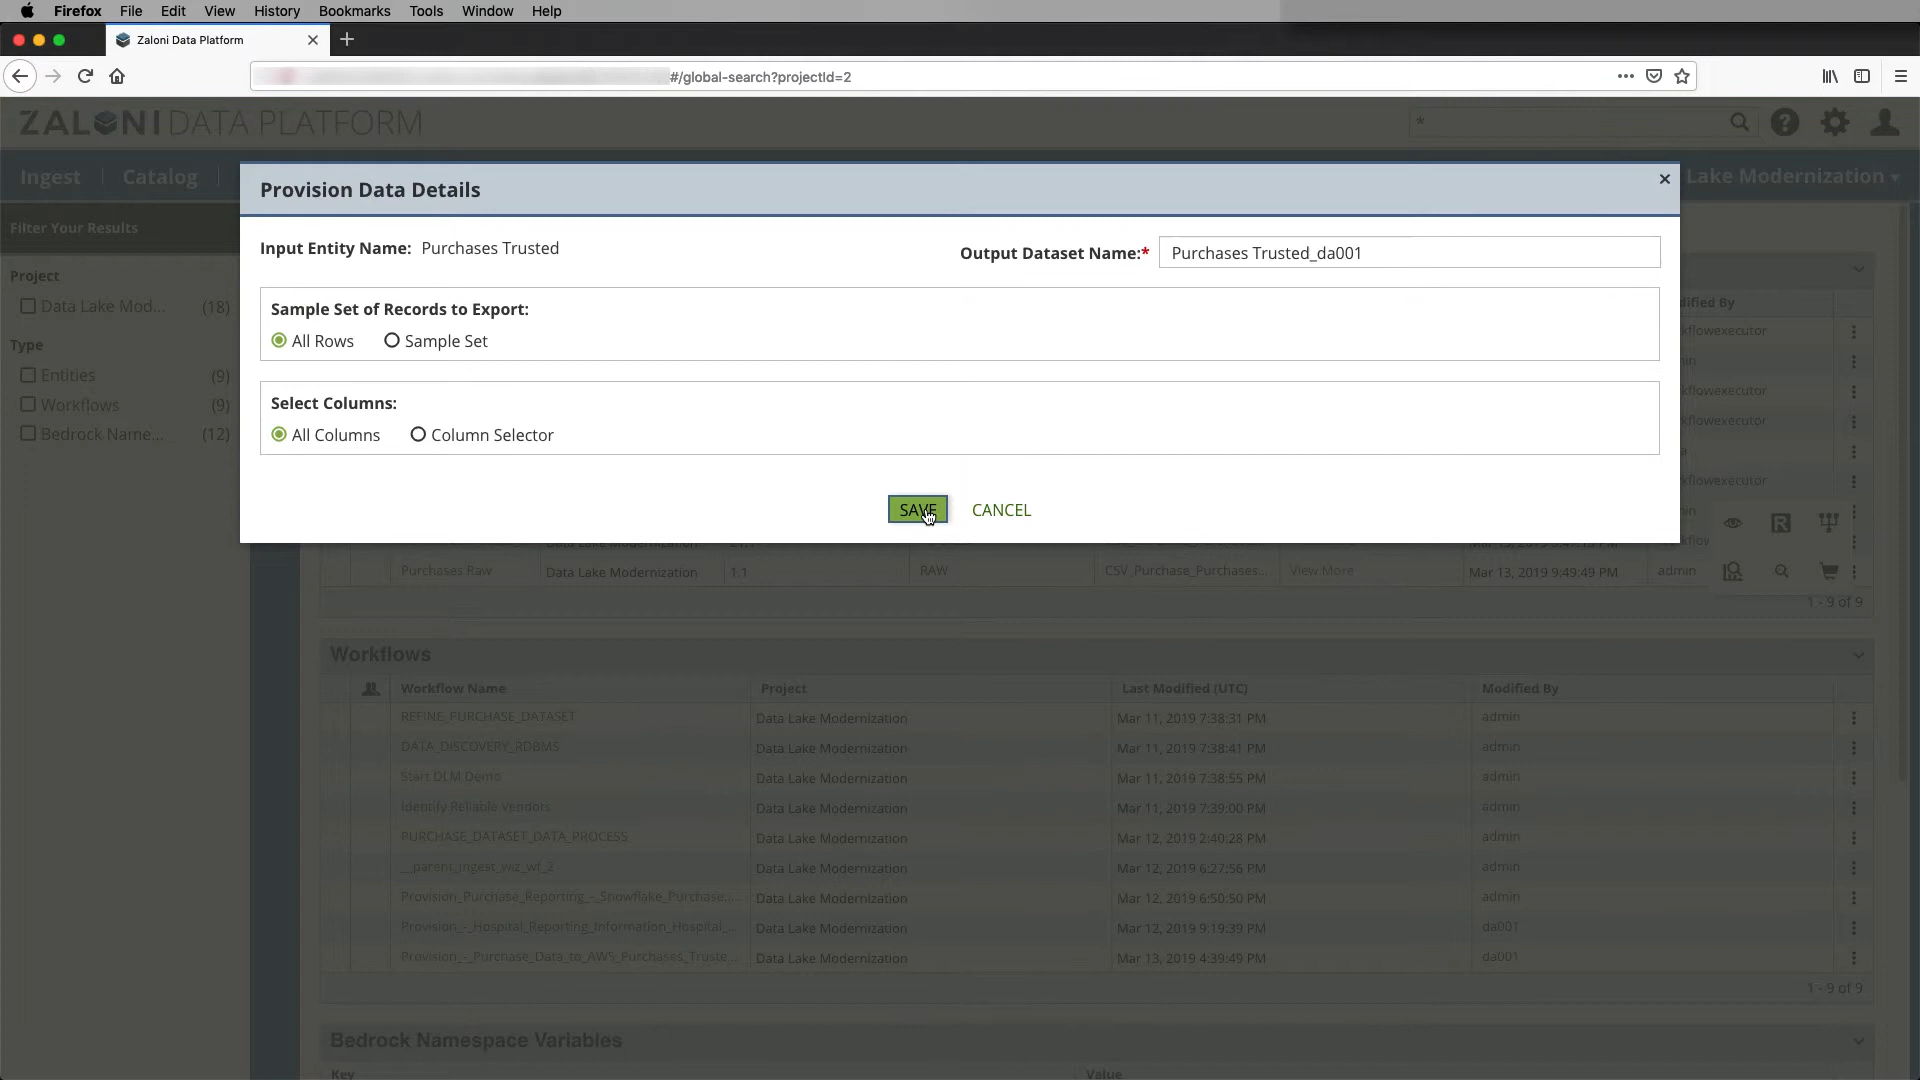 Firefox File Edit View History Bookmarks Tools Window Help
Zaloni Data Platform
#/global-search?projectId=2
ZALONI DATA PLATFORM
*
Ingest | Catalog | Lake Modernization
Provision Data Details
Input Entity Name: Purchases Trusted
Output Dataset Name:* Purchases Trusted_da001
Sample Set of Records to Export:
All Rows Sample Set
Select Columns:
All Columns Column Selector
SAVE CANCEL
Filter Your Results
Project
Data Lake Mod... (18)
Type
Entities (9)
Workflows (9)
Bedrock Name... (12)
Purchases Raw Data Lake Modernization 1.1 RAW CSV_Purchase_Purchases... View More Mar 13, 2019 9:49:49 PM admin
1 - 9 of 9
Workflows
Workflow Name Project Last Modified (UTC) Modified By
REFINE_PURCHASE_DATASET Data Lake Modernization Mar 11, 2019 7:38:31 PM admin
DATA_DISCOVERY_RDBMS Data Lake Modernization Mar 11, 2019 7:38:41 PM admin
Start DLM Demo Data Lake Modernization Mar 11, 2019 7:38:55 PM admin
Identify Reliable Vendors Data Lake Modernization Mar 11, 2019 7:39:00 PM admin
PURCHASE_DATASET_DATA_PROCESS Data Lake Modernization Mar 12, 2019 2:40:28 PM admin
__parent_ingest_wiz_wf_2 Data Lake Modernization Mar 12, 2019 6:27:56 PM admin
Provision_Purchase_Reporting_-_Snowflake_Purchase... Data Lake Modernization Mar 12, 2019 6:50:50 PM admin
Provision_-_Hospital_Reporting_Information_Hospital_... Data Lake Modernization Mar 12, 2019 9:19:39 PM da001
Provision_-_Purchase_Data_to_AWS_Purchases_Truste... Data Lake Modernization Mar 13, 2019 4:39:49 PM da001
1 - 9 of 9
Bedrock Namespace Variables
Key Value